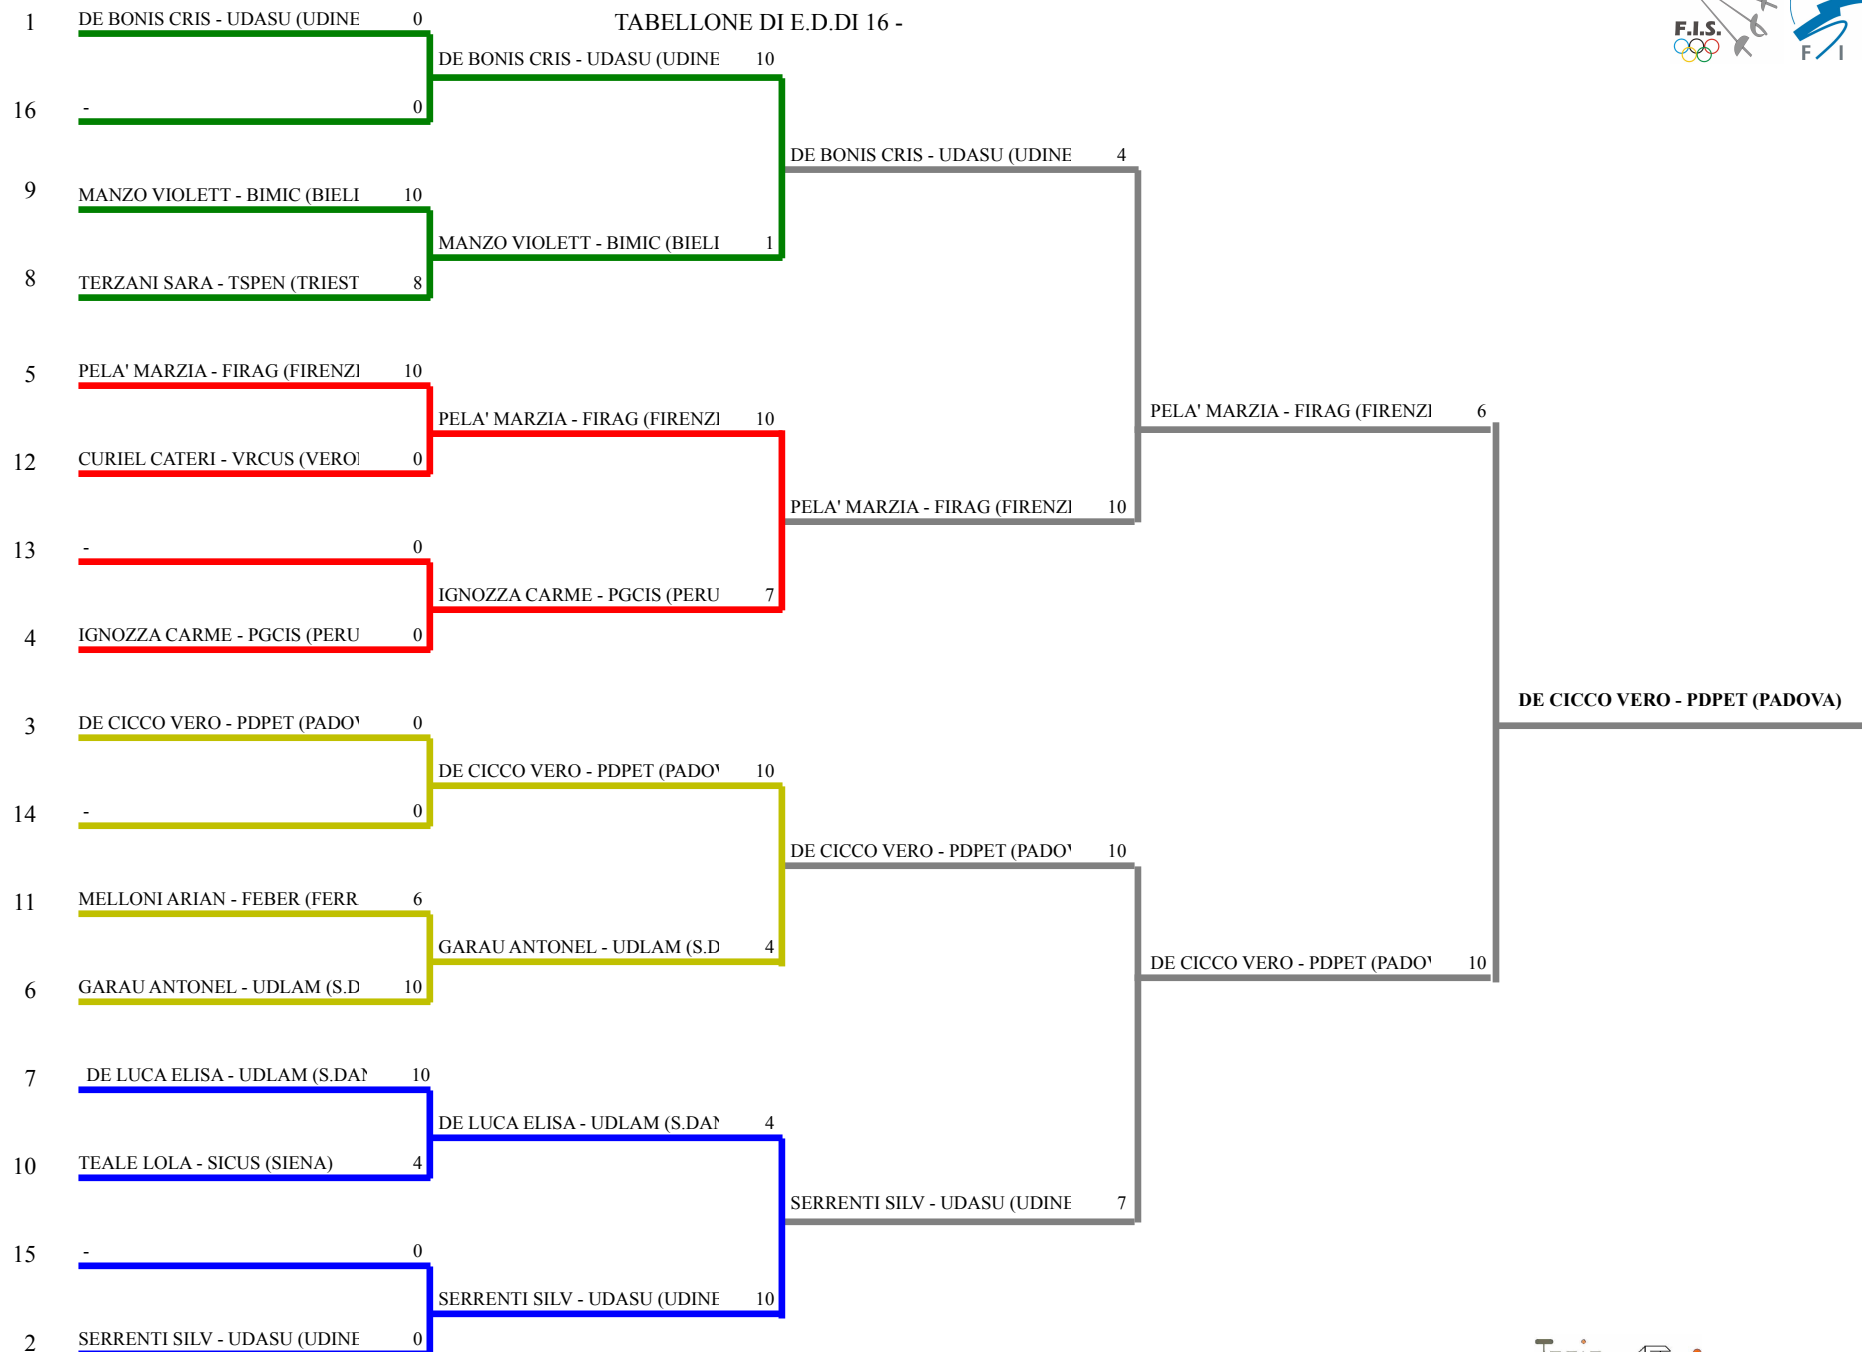 TABELLONE DI E.D.DI 16 -
F.I.S.
F I
1 DE BONIS CRIS - UDASU (UDINE 0
16 - 0
9 MANZO VIOLETT - BIMIC (BIELI 10
8 TERZANI SARA - TSPEN (TRIEST 8
5 PELA' MARZIA - FIRAG (FIRENZI 10
12 CURIEL CATERI - VRCUS (VEROI 0
13 - 0
4 IGNOZZA CARME - PGCIS (PERU 0
3 DE CICCO VERO - PDPET (PADOV 0
14 - 0
11 MELLONI ARIAN - FEBER (FERR 6
6 GARAU ANTONEL - UDLAM (S.D 10
7 DE LUCA ELISA - UDLAM (S.DAN 10
10 TEALE LOLA - SICUS (SIENA) 4
15 - 0
2 SERRENTI SILV - UDASU (UDINE 0
DE BONIS CRIS - UDASU (UDINE 10
MANZO VIOLETT - BIMIC (BIELI 1
PELA' MARZIA - FIRAG (FIRENZI 10
IGNOZZA CARME - PGCIS (PERU 7
DE CICCO VERO - PDPET (PADOV 10
GARAU ANTONEL - UDLAM (S.D 4
DE LUCA ELISA - UDLAM (S.DAN 4
SERRENTI SILV - UDASU (UDINE 10
DE BONIS CRIS - UDASU (UDINE 4
PELA' MARZIA - FIRAG (FIRENZI 10
DE CICCO VERO - PDPET (PADOV 10
SERRENTI SILV - UDASU (UDINE 7
PELA' MARZIA - FIRAG (FIRENZI 6
DE CICCO VERO - PDPET (PADOV 10
DE CICCO VERO - PDPET (PADOVA)